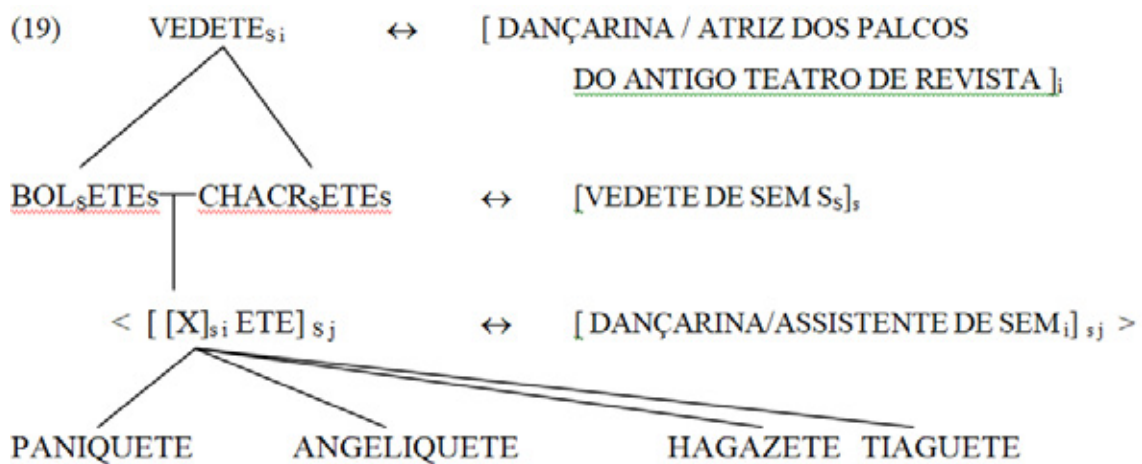 (19) VEDETEs i ↔ [ DANÇARINA / ATRIZ DOS PALCOS
DO ANTIGO TEATRO DE REVISTA ]i
BOLsETEs CHACRsETEs ↔ [VEDETE DE SEM Ss]s
< [ [X]s i ETE] s j ↔ [ DANÇARINA/ASSISTENTE DE SEMi] s j >
PANIQUETE ANGELIQUETE HAGAZETE TIAGUETE